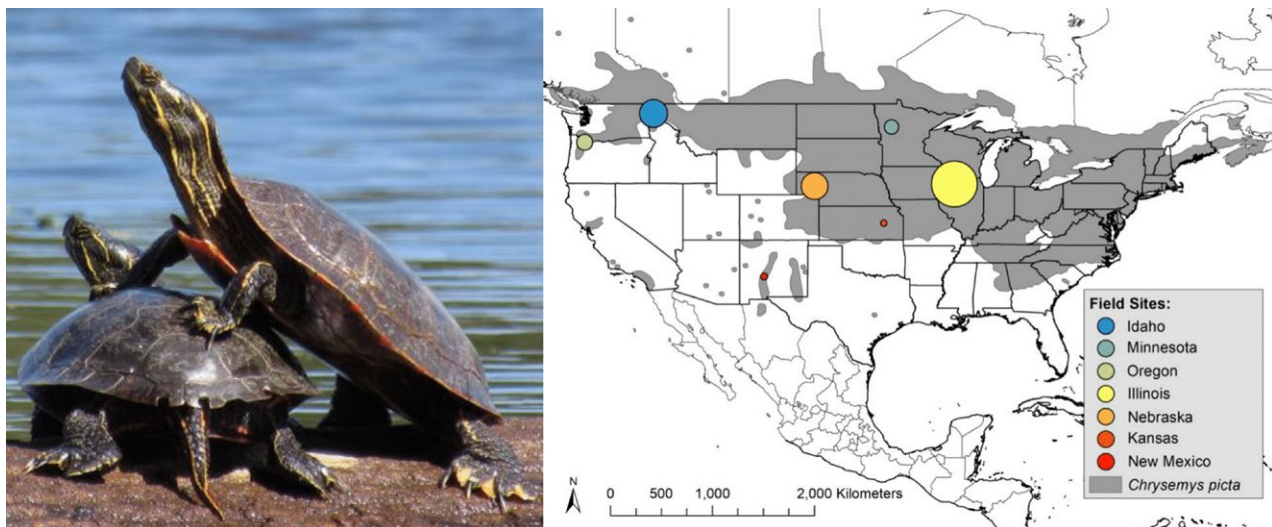 Field Sites:
Idaho
Minnesota
Oregon
Illinois
Nebraska
Kansas
New Mexico
Chrysemys picta
N
0 500 1,000 2,000 Kilometers